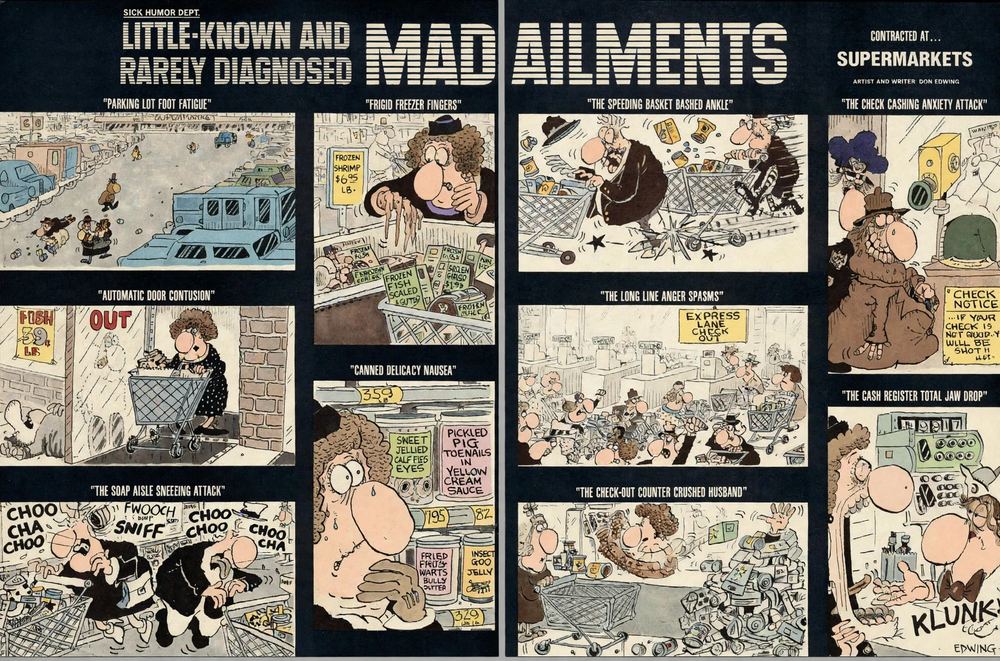 SICK HUMOR DEPT.
LITTLE-KNOWN AND
RARELY DIAGNOSED
MAD AILMENTS
CONTRACTED AT...
SUPERMARKETS
ARTIST AND WRITER DON EDWING
"PARKING LOT FOOT FATIGUE"
SUPERMARKET
"FRIGID FREEZER FINGERS"
FROZEN
SHRIMP
$6.95
LB.
FROZEN
FISH
SCALED
FROZEN
"THE SPEEDING BASKET BASHED ANKLE"
"THE CHECK CASHING ANXIETY ATTACK"
CHECK
NOTICE
...IF YOUR
CHECK IS
NOT GOOD-Y
WILL BE
SHOT!!
"AUTOMATIC DOOR CONTUSION"
FISH
39¢
LB
OUT
"CANNED DELICACY NAUSEA"
359
SWEET
JELLIED
CALF FIES
EYES
PICKLED
PIG
TOENAILS
IN
YELLOW
CREAM
SAUCE
195
82
FRIED
FRUITY
WARTS
BULLY
BUTTER
INSECT
GOO
JELLY
329
"THE LONG LINE ANGER SPASMS"
EXPRESS
LANE
CHECK
OUT
"THE CASH REGISTER TOTAL JAW DROP"
KLUNK
EDWING
"THE SOAP AISLE SNEEING ATTACK"
CHOO
CHA
CHOO
FWOOCH
SNIFF
CHOO
CHOO
CHOO
CHA
"THE CHECK-OUT COUNTER CRUSHED HUSBAND"